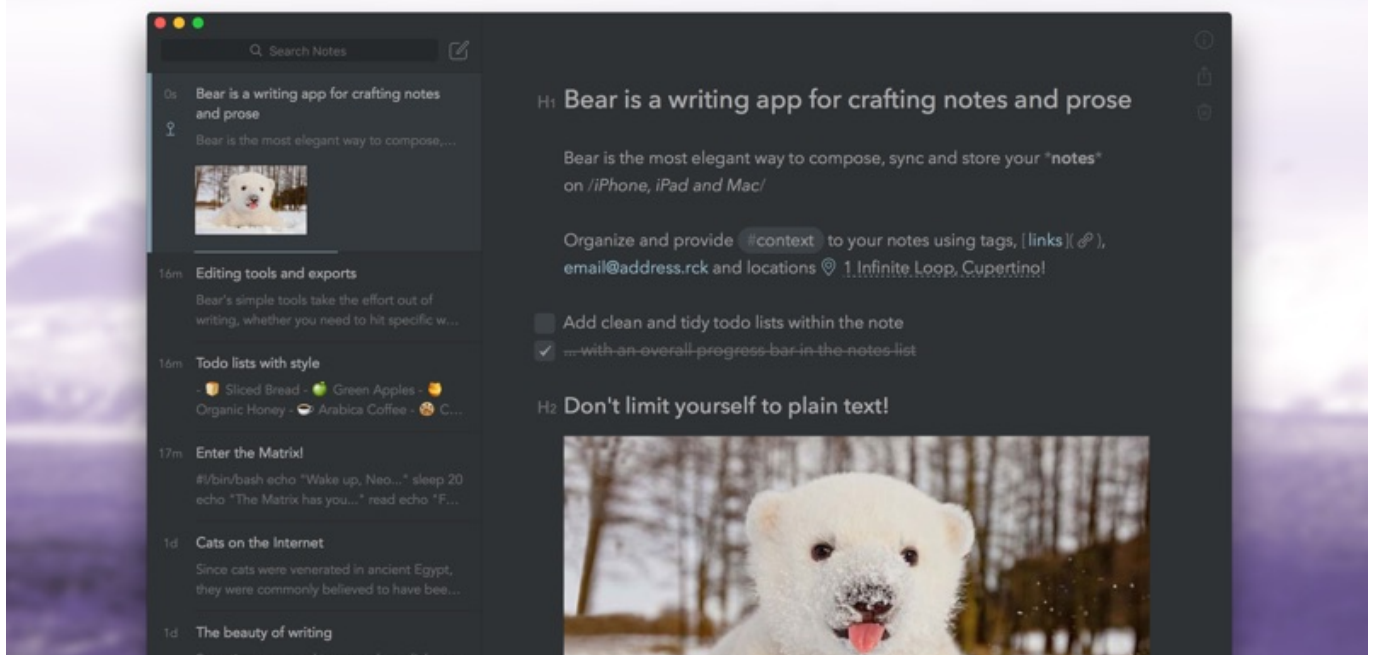 Search Notes
0s Bear is a writing app for crafting notes
and prose
Bear is the most elegant way to compose,...
16m Editing tools and exports
Bear's simple tools take the effort out of
writing, whether you need to hit specific w...
16m Todo lists with style
- 🍞 Sliced Bread - 🍏 Green Apples - 🍯
Organic Honey - ☕ Arabica Coffee - 🍪 C...
17m Enter the Matrix!
#!/bin/bash echo "Wake up, Neo..." sleep 20
echo "The Matrix has you..." read echo "F...
1d Cats on the Internet
Since cats were venerated in ancient Egypt,
they were commonly believed to have bee...
1d The beauty of writing
H1 Bear is a writing app for crafting notes and prose
Bear is the most elegant way to compose, sync and store your *notes*
on /iPhone, iPad and Mac/
Organize and provide #context to your notes using tags, [links](🔗),
email@address.rck and locations 1 Infinite Loop, Cupertino!
Add clean and tidy todo lists within the note
... with an overall progress bar in the notes list
H2 Don't limit yourself to plain text!